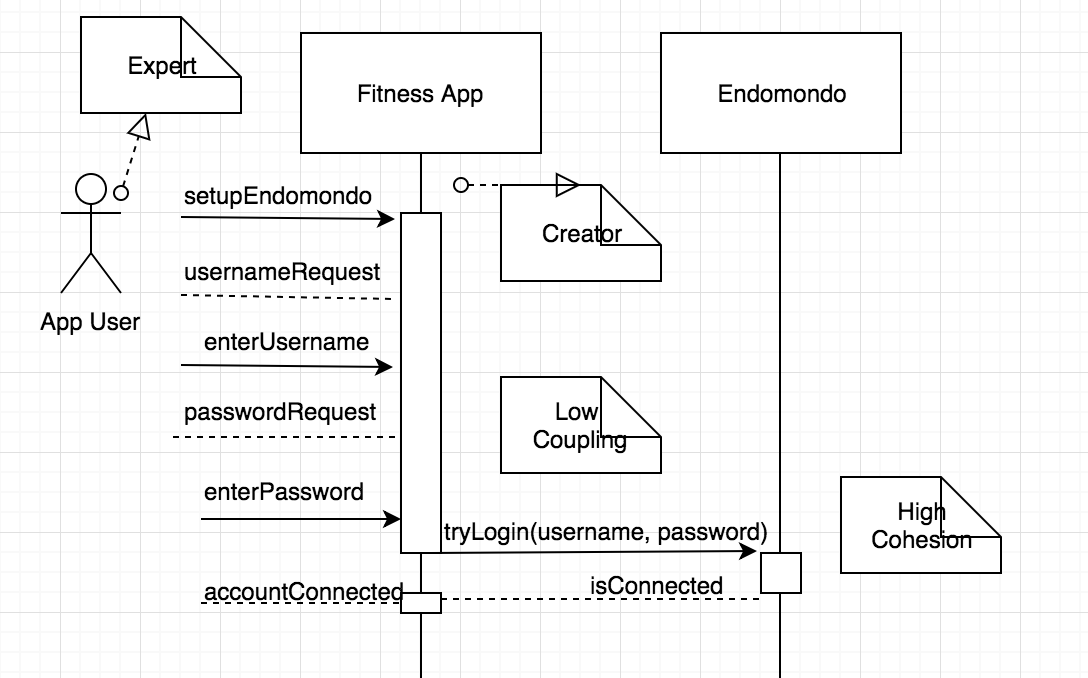 Expert
Fitness App
Endomondo
setupEndomondo
Creator
usernameRequest
App User
enterUsername
passwordRequest
Low
Coupling
enterPassword
High
Cohesion
tryLogin(username, password)
accountConnected
isConnected